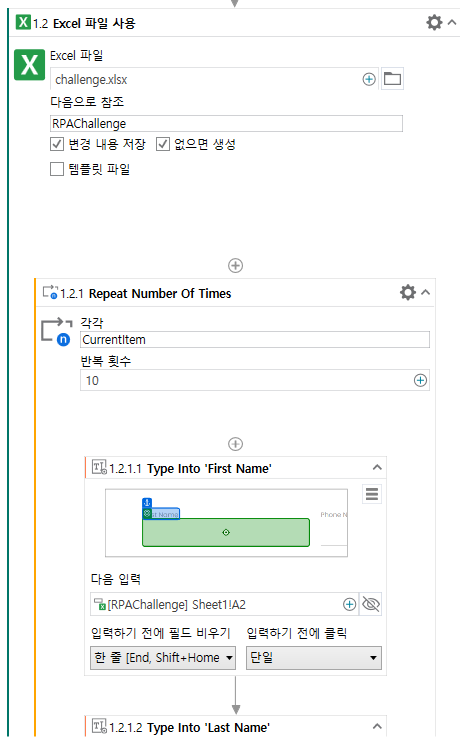 1.2 Excel 파일 사용
Excel 파일
challenge.xlsx
다음으로 참조
RPAChallenge
변경 내용 저장 없으면 생성
템플릿 파일
1.2.1 Repeat Number Of Times
각각
CurrentItem
반복 횟수
10
1.2.1.1 Type Into 'First Name'
Phone N
다음 입력
[RPAChallenge] Sheet1!A2
입력하기 전에 필드 비우기 입력하기 전에 클릭
한 줄 [End, Shift+Home 단일
1.2.1.2 Type Into 'Last Name'